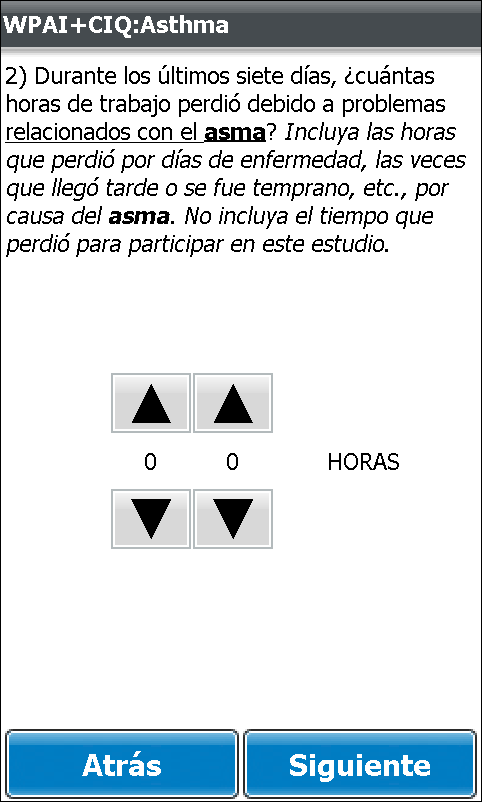 WPAI+CIQ:Asthma
2) Durante los últimos siete días, ¿cuántas
horas de trabajo perdió debido a problemas
relacionados con el asma? Incluya las horas
que perdió por días de enfermedad, las veces
que llegó tarde o se fue temprano, etc., por
causa del asma. No incluya el tiempo que
perdió para participar en este estudio.
0 0 HORAS
Atrás Siguiente